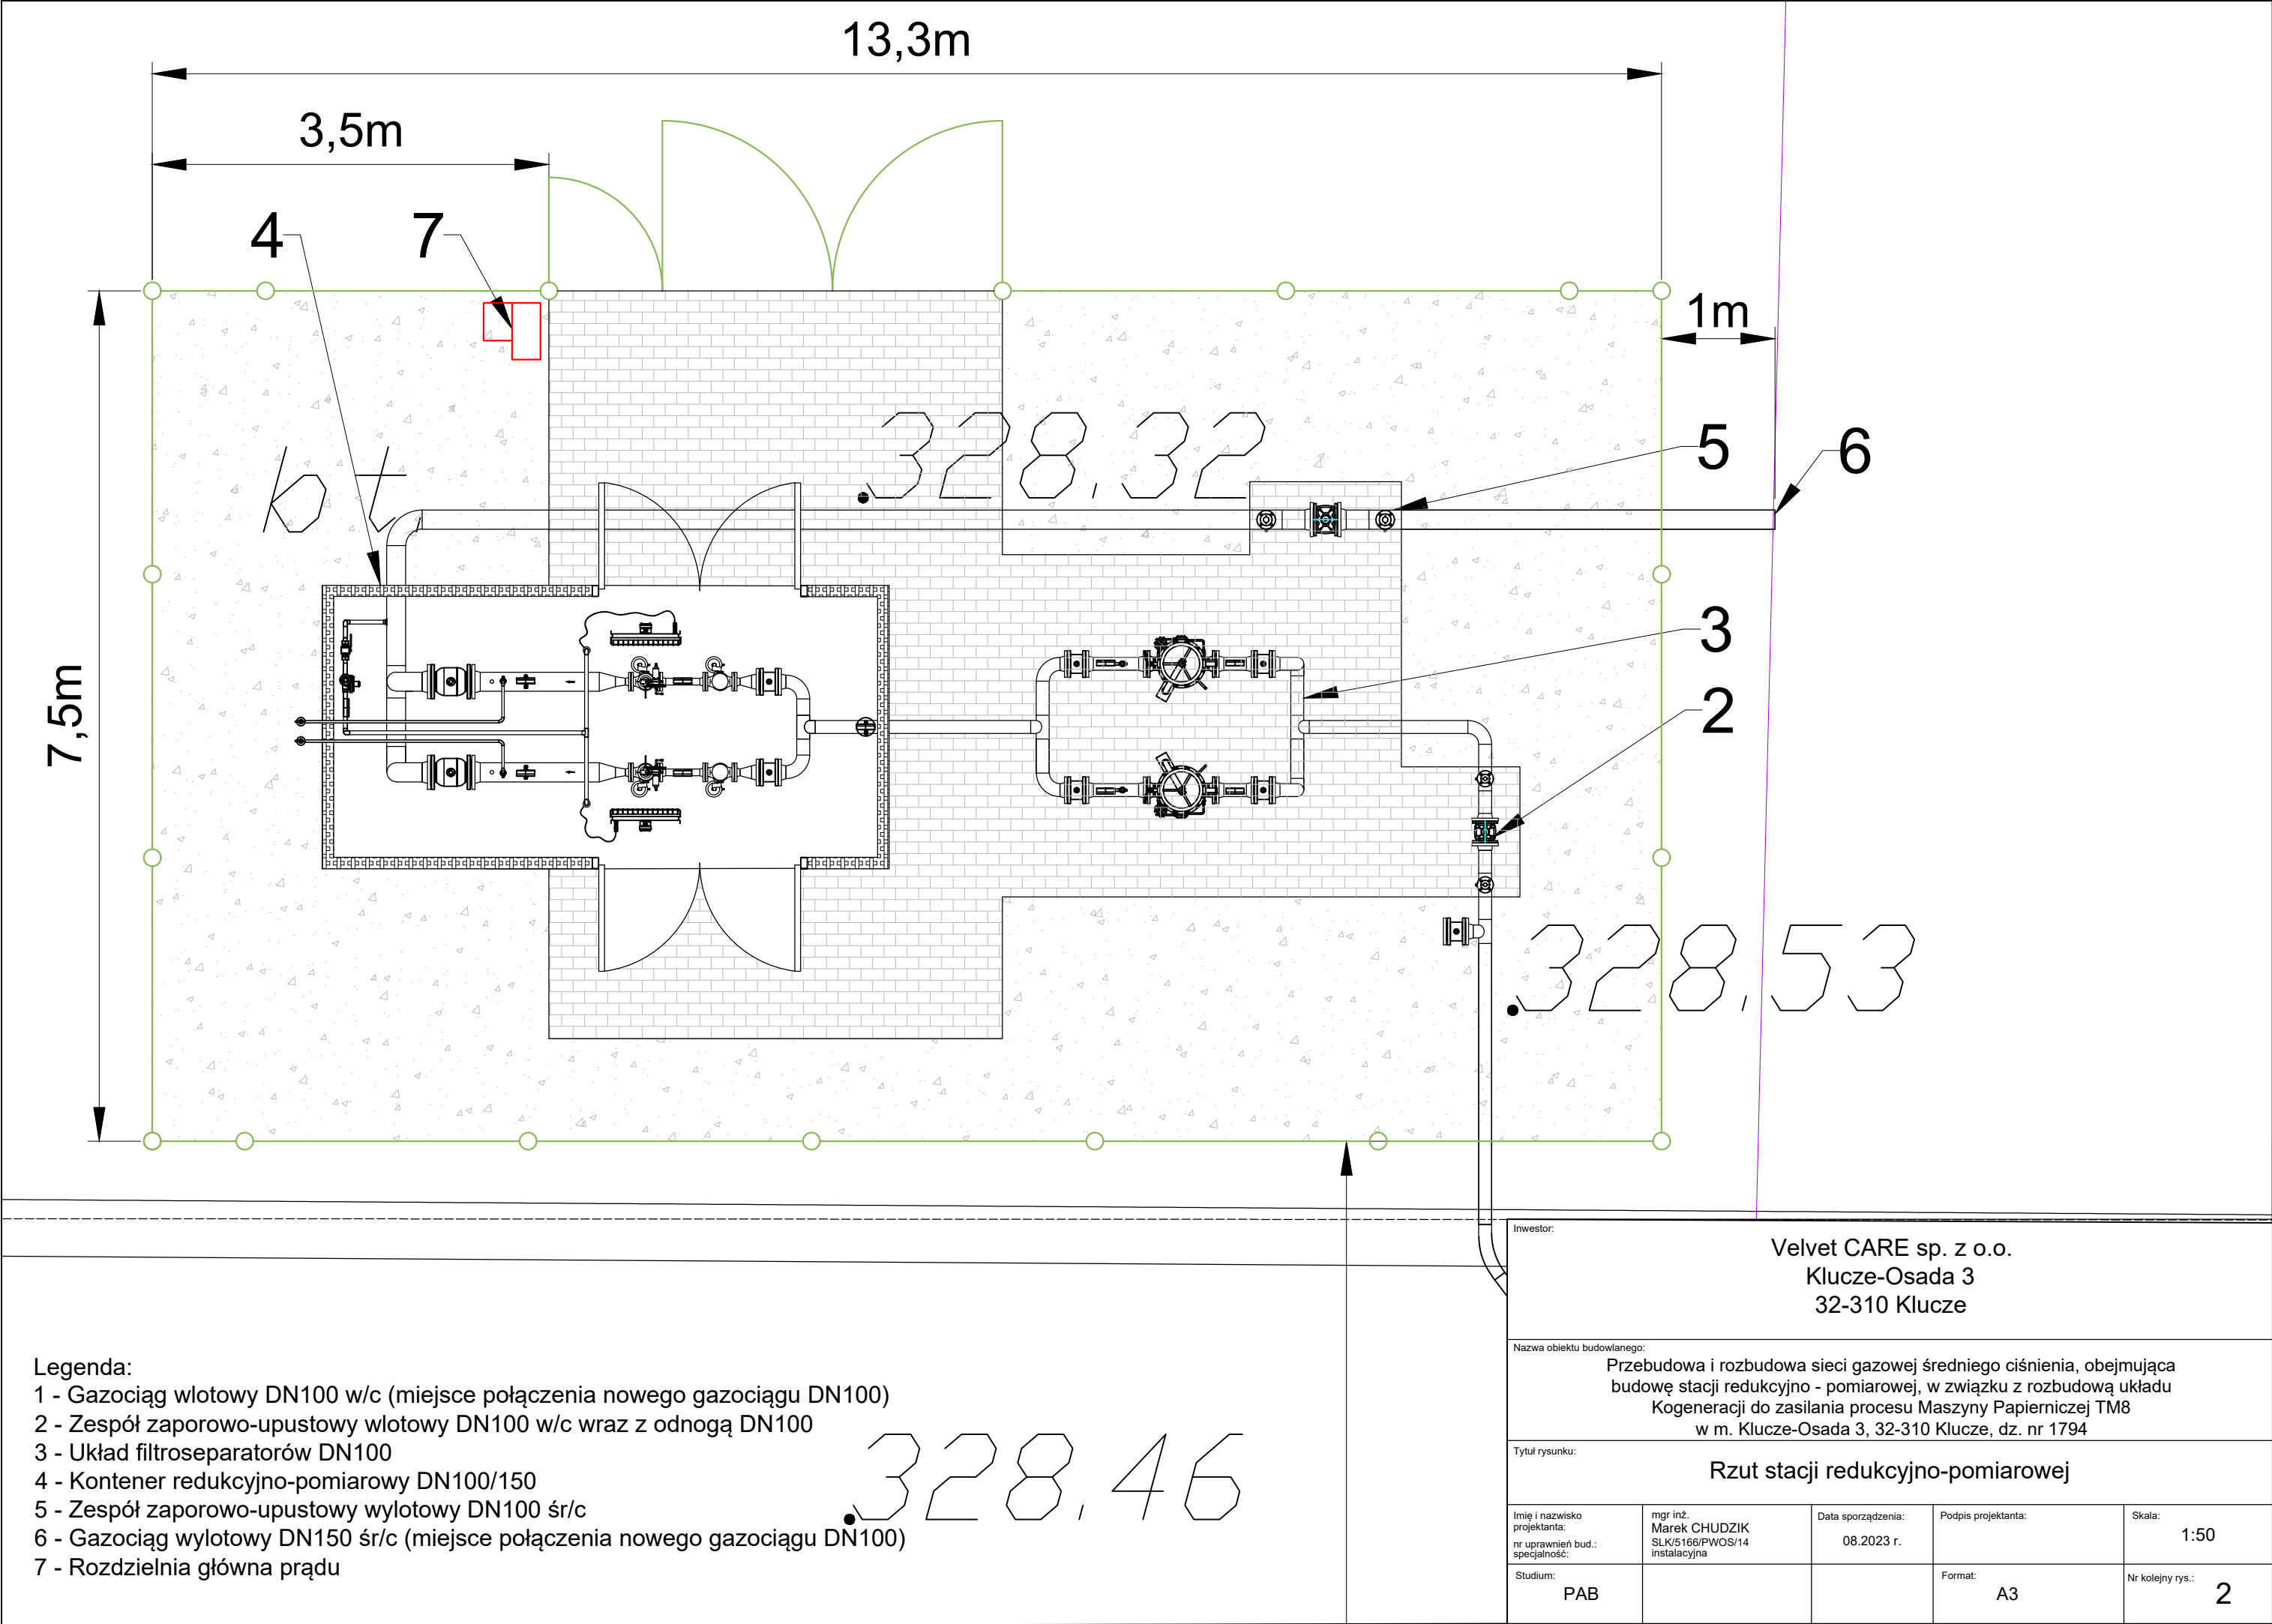 13,3m
3,5m
4
7
1m
.328,32
5
6
bt
3
7,5m
2
.328,53
Legenda:
1 - Gazociąg wlotowy DN100 w/c (miejsce połączenia nowego gazociągu DN100)
2 - Zespół zaporowo-upustowy wlotowy DN100 w/c wraz z odnogą DN100
3 - Układ filtroseparatorów DN100
4 - Kontener redukcyjno-pomiarowy DN100/150
5 - Zespół zaporowo-upustowy wylotowy DN100 śr/c
6 - Gazociąg wylotowy DN150 śr/c (miejsce połączenia nowego gazociągu DN100)
7 - Rozdzielnia główna prądu
.328,46
Inwestor:
Velvet CARE sp. z o.o.
Klucze-Osada 3
32-310 Klucze
Nazwa obiektu budowlanego:
Przebudowa i rozbudowa sieci gazowej średniego ciśnienia, obejmująca
budowę stacji redukcyjno - pomiarowej, w związku z rozbudową układu
Kogeneracji do zasilania procesu Maszyny Papierniczej TM8
w m. Klucze-Osada 3, 32-310 Klucze, dz. nr 1794
Tytuł rysunku:
Rzut stacji redukcyjno-pomiarowej
Imię i nazwisko
projektanta:
nr uprawnień bud.:
specjalność:
mgr inż.
Marek CHUDZIK
SLK/5166/PWOS/14
instalacyjna
Data sporządzenia:
08.2023 r.
Podpis projektanta:
Skala:
1:50
Studium:
PAB
Format:
A3
Nr kolejny rys.:
2